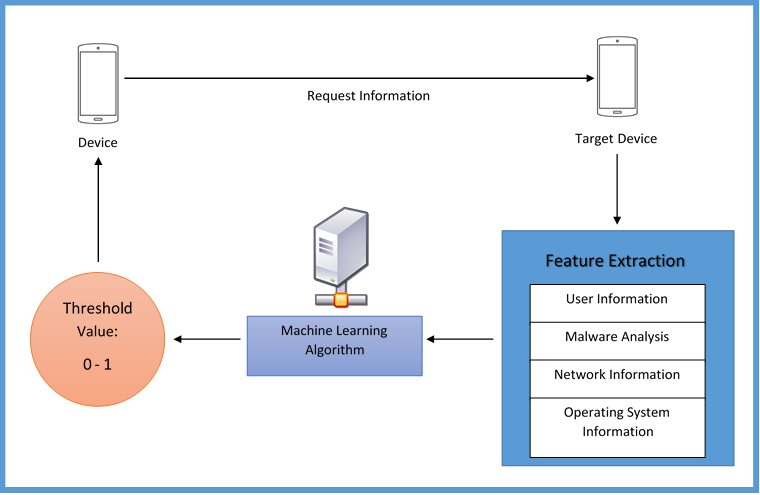 Request Information
Device
Target Device
Feature Extraction
User Information
Malware Analysis
Network Information
Operating System
Information
Machine Learning
Algorithm
Threshold
Value:
0 - 1